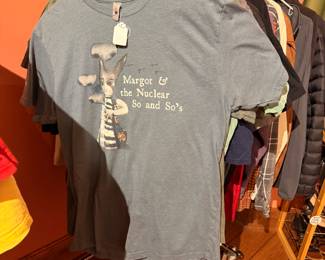 Margot &
the Nuclear
So and So's